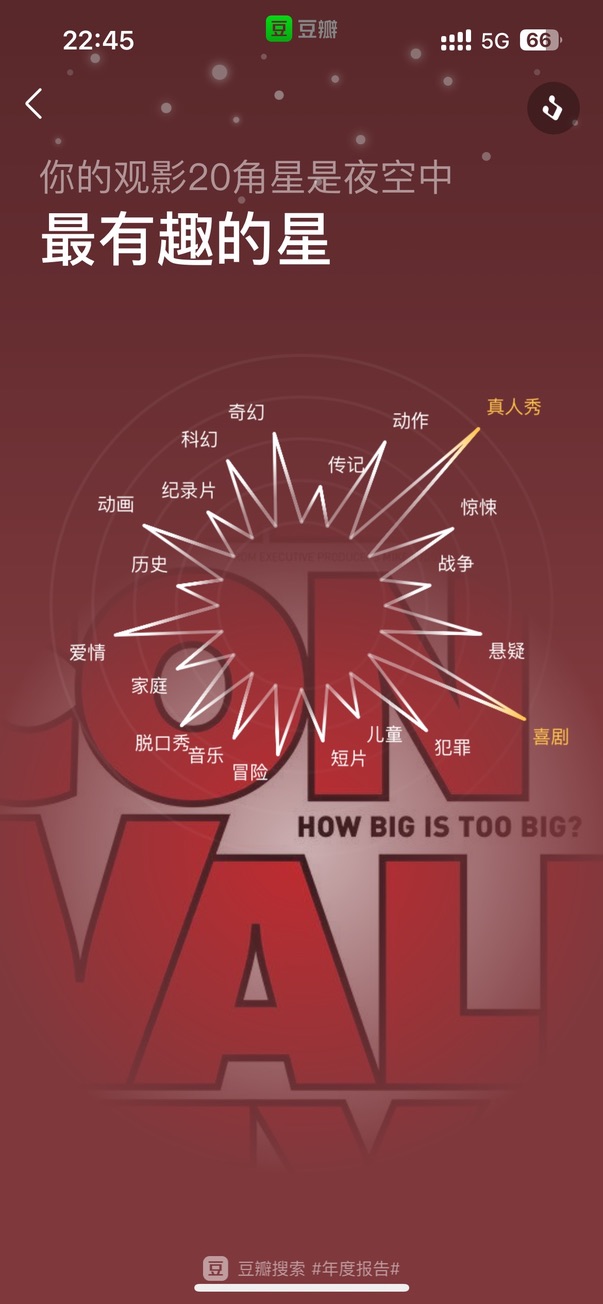 22:45
豆 豆瓣
5G 66
你的观影20角星是夜空中
最有趣的星
真人秀
奇幻
动作
科幻
传记
纪录片
动画
惊悚
历史
战争
爱情
悬疑
家庭
喜剧
脱口秀
儿童
犯罪
音乐
短片
冒险
CON
HOW BIG IS TOO BIG?
WALL
豆 豆瓣搜索 #年度报告#